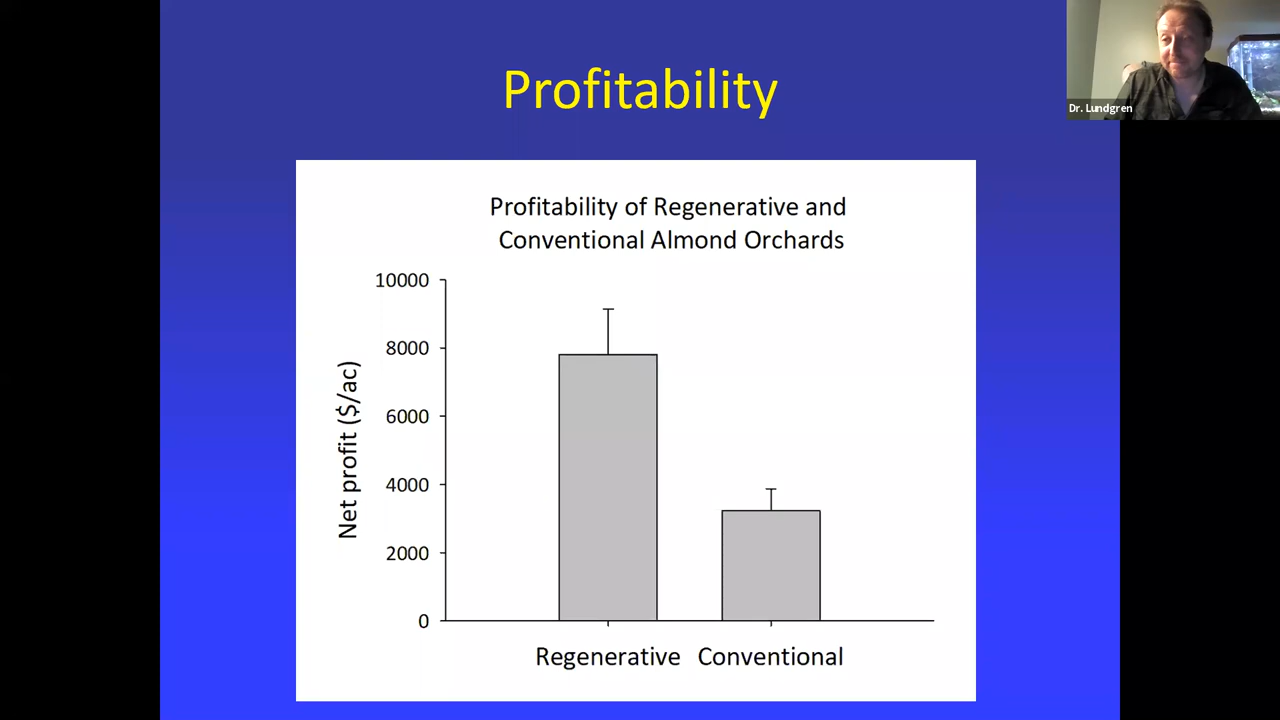 Profitability
Dr. Lundgren
Profitability of Regenerative and
Conventional Almond Orchards
10000
8000
6000
4000
2000
0
Net profit ($/ac)
Regenerative Conventional